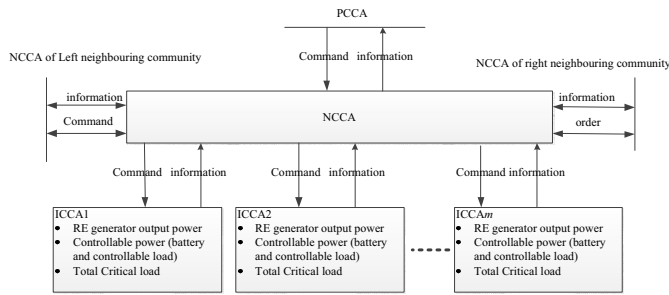 PCCA
Command information
NCCA of Left neighbouring community
NCCA of right neighbouring community
information
Command
NCCA
information
order
Command information
Command information
Command information
ICCA1
• RE generator output power
• Controllable power (battery
and controllable load)
• Total Critical load
ICCA2
• RE generator output power
• Controllable power (battery
and controllable load)
• Total Critical load
ICCAm
• RE generator output power
• Controllable power (battery
and controllable load)
• Total Critical load